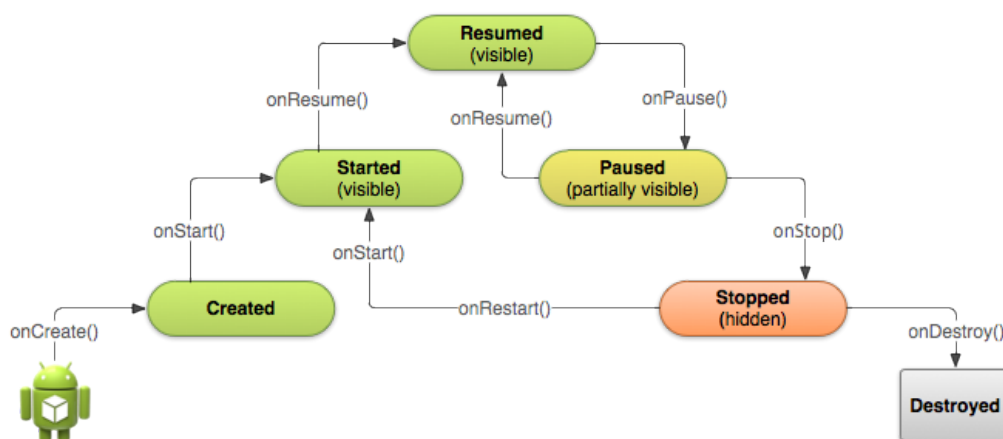 Resumed
(visible)
onResume()
onResume()
onPause()
Started
(visible)
Paused
(partially visible)
onStart()
onStart()
onStop()
Created
onRestart()
Stopped
(hidden)
onCreate()
onDestroy()
Destroyed